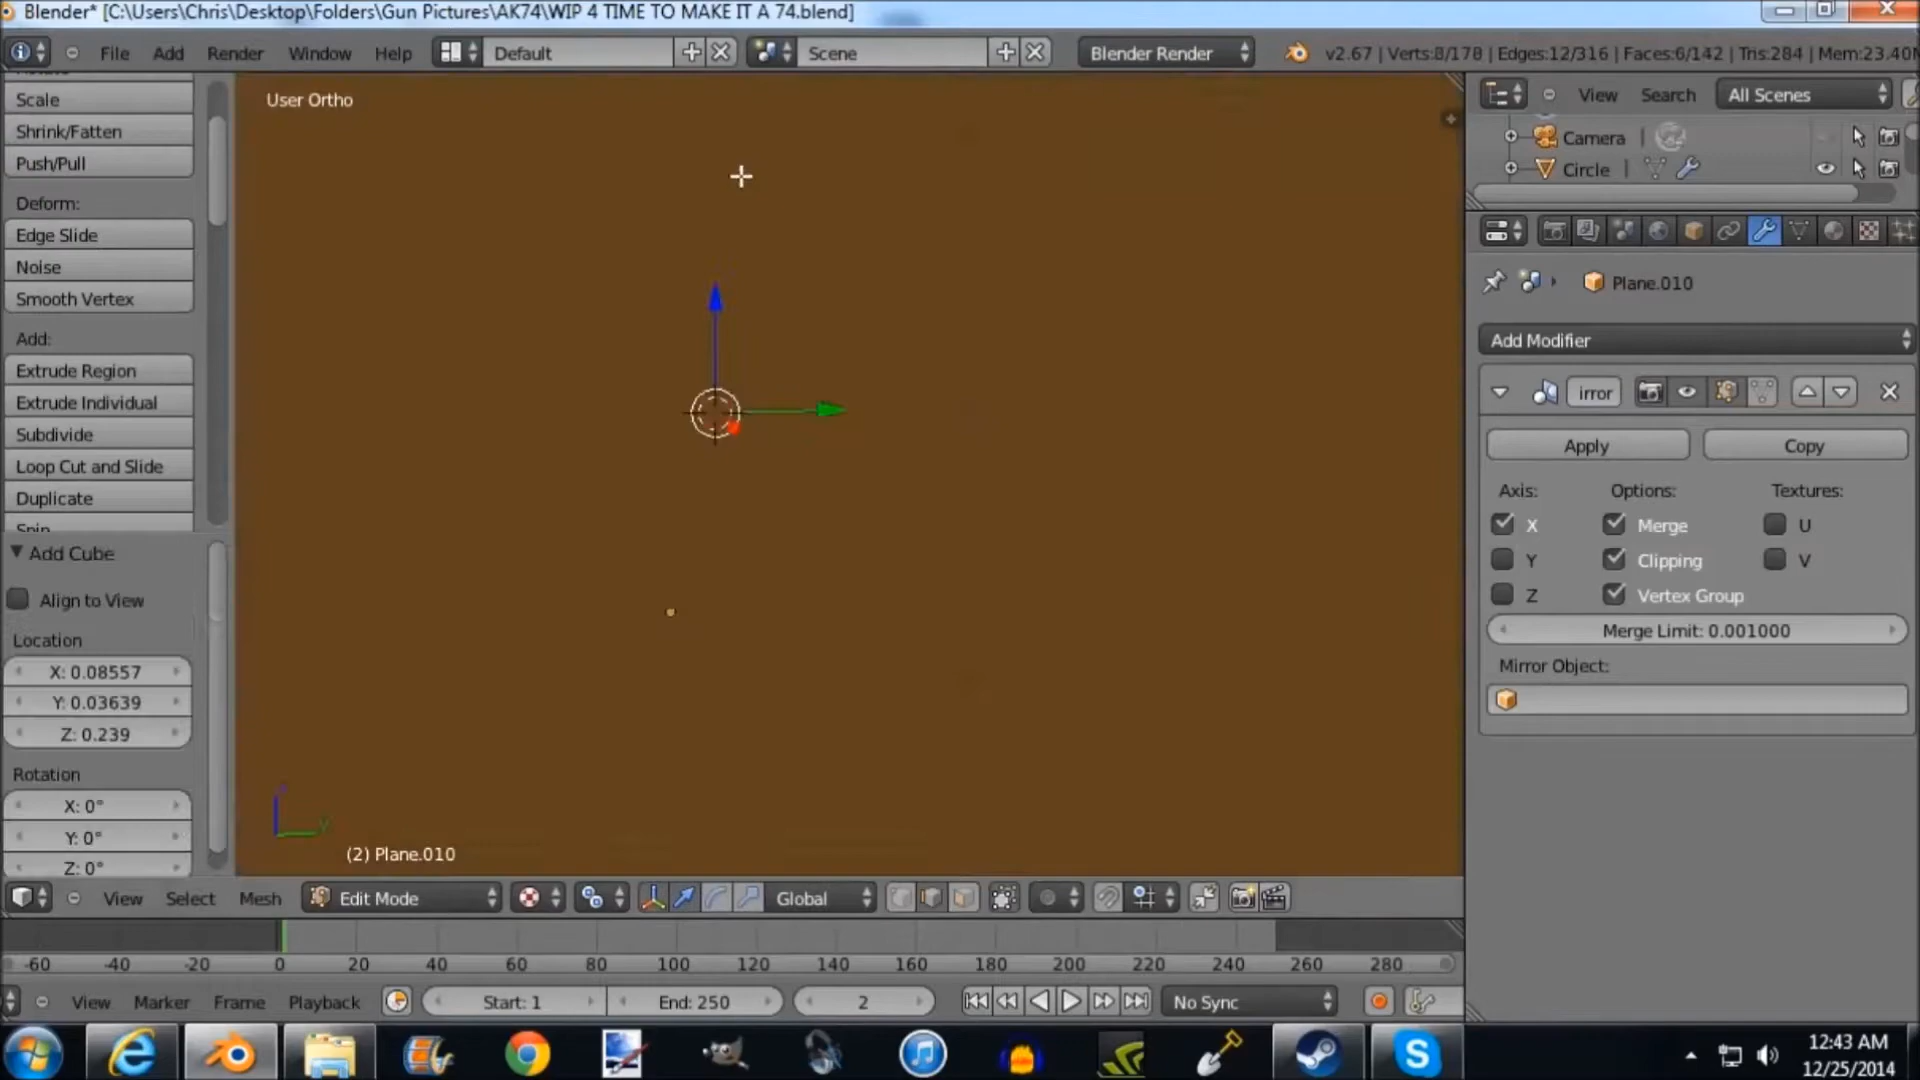 Blender* [C:\Users\Chris\Desktop\Folders\Gun Pictures\AK74\WIP 4 TIME TO MAKE IT A 74.blend]
File Add Render Window Help Default Scene Blender Render v2.67 | Verts:8/178 | Edges:12/316 | Faces:6/142 | Tris:284 | Mem:23.40
Scale
Shrink/Fatten
Push/Pull
Deform:
Edge Slide
Noise
Smooth Vertex
Add:
Extrude Region
Extrude Individual
Subdivide
Loop Cut and Slide
Duplicate
Spin
Add Cube
Align to View
Location
X: 0.08557
Y: 0.03639
Z: 0.239
Rotation
X: 0°
Y: 0°
Z: 0°
User Ortho
(2) Plane.010
View Search All Scenes
Camera
Circle
Plane.010
Add Modifier
irror
Apply Copy
Axis: Options: Textures:
X Merge U
Y Clipping V
Z Vertex Group
Merge Limit: 0.001000
Mirror Object:
View Select Mesh Edit Mode Global
-60 -40 -20 0 20 40 60 80 100 120 140 160 180 200 220 240 260 280
View Marker Frame Playback Start: 1 End: 250 2 No Sync
12:43 AM
12/25/2014